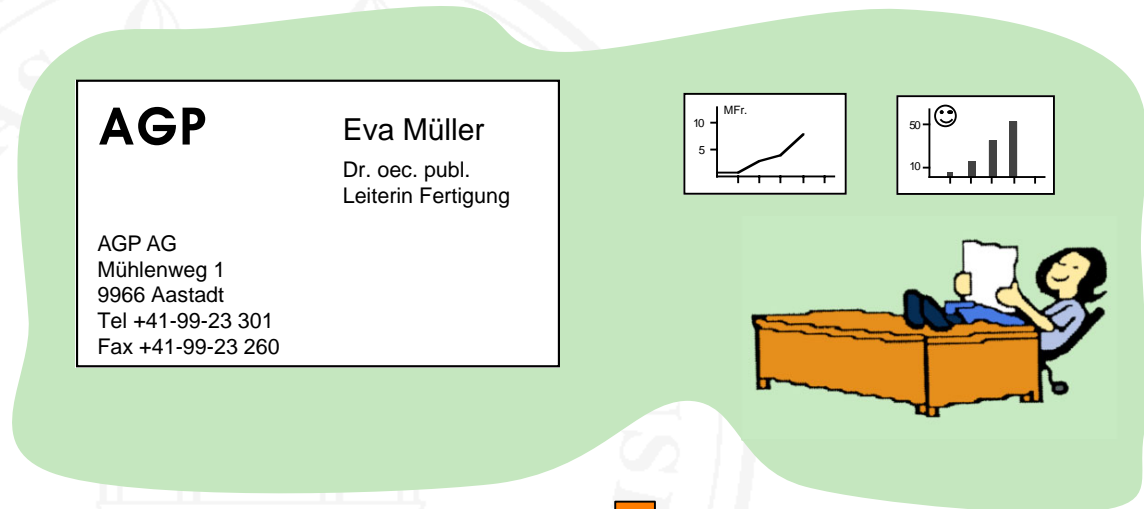 AGP
Eva Müller
Dr. oec. publ.
Leiterin Fertigung
AGP AG
Mühlenweg 1
9966 Aastadt
Tel +41-99-23 301
Fax +41-99-23 260
MFr.
10
5
50
10